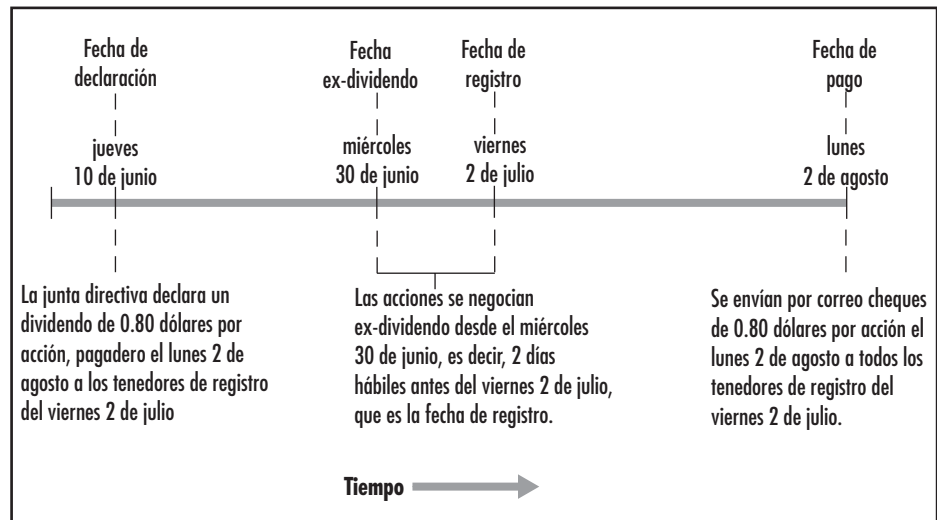 Fecha de
declaración
Fecha
ex-dividendo
Fecha de
registro
Fecha de
pago
jueves
10 de junio
miércoles
30 de junio
viernes
2 de julio
lunes
2 de agosto
La junta directiva declara un
dividendo de 0.80 dólares por
acción, pagadero el lunes 2 de
agosto a los tenedores de registro
del viernes 2 de julio
Las acciones se negocian
ex-dividendo desde el miércoles
30 de junio, es decir, 2 días
hábiles antes del viernes 2 de julio,
que es la fecha de registro.
Se envían por correo cheques
de 0.80 dólares por acción el
lunes 2 de agosto a todos los
tenedores de registro del
viernes 2 de julio.
Tiempo